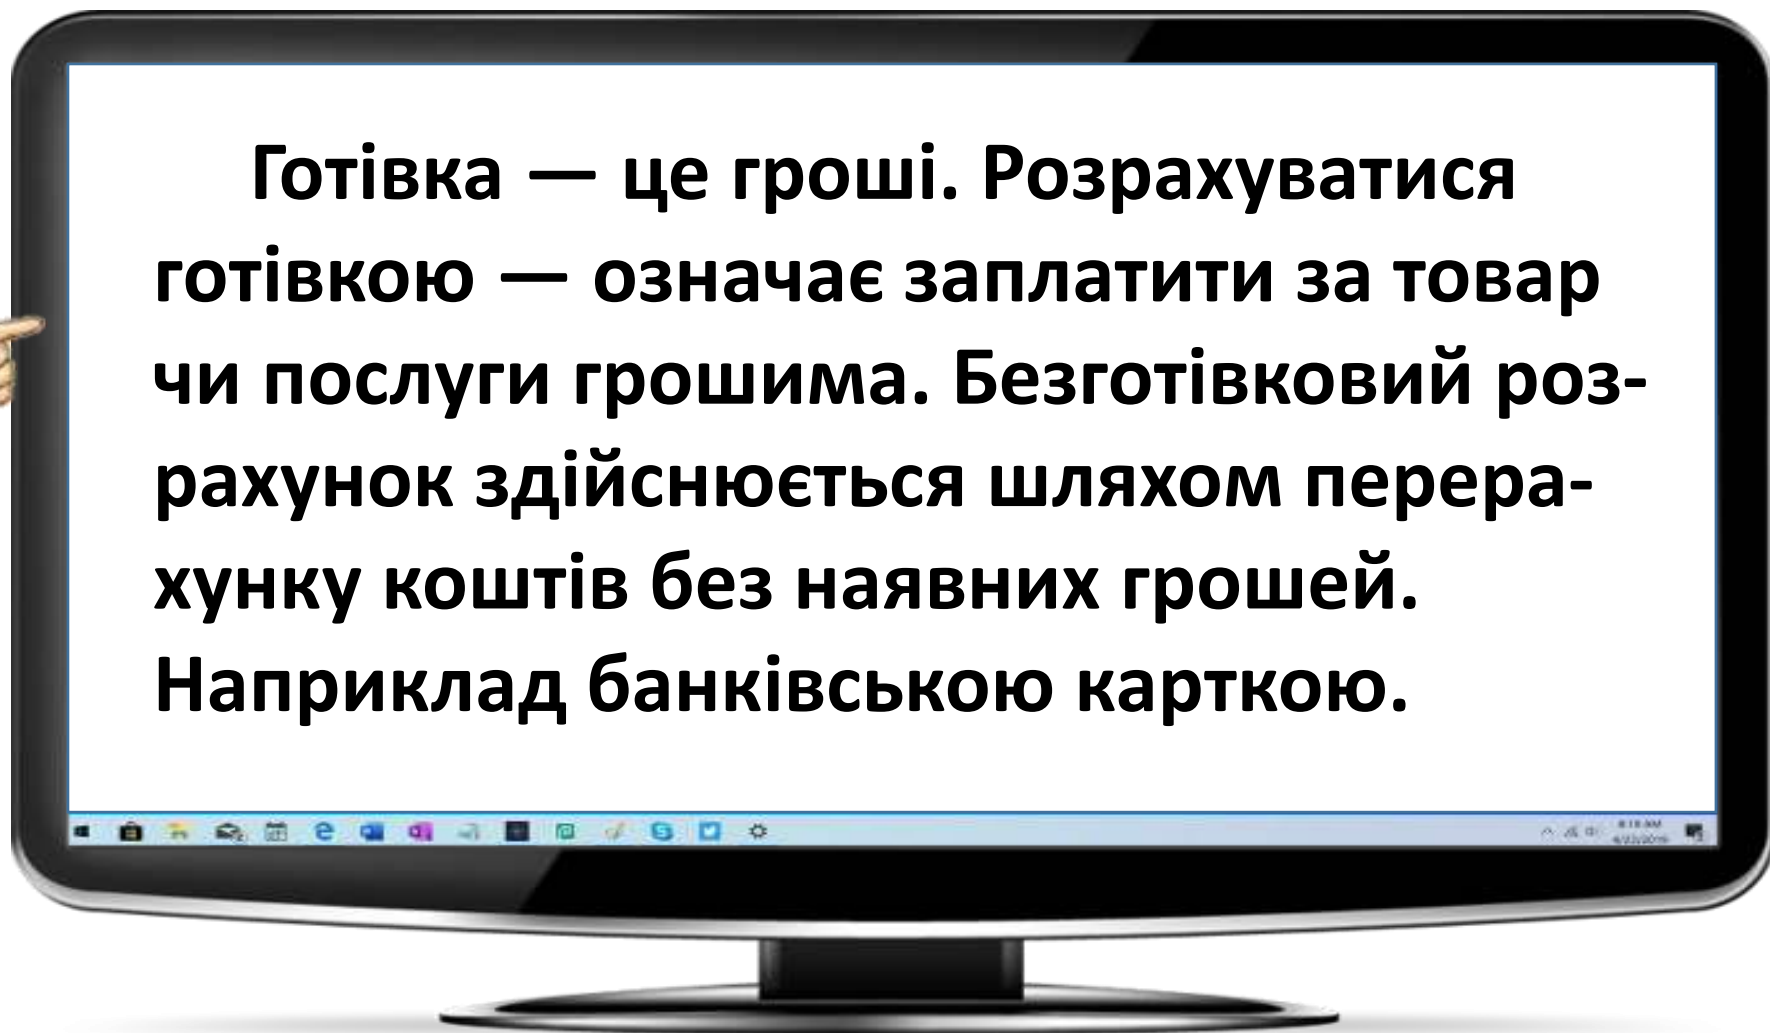 Готівка — це гроші. Розрахуватися
готівкою — означає заплатити за товар
чи послуги грошима. Безготівковий роз-
рахунок здійснюється шляхом перера-
хунку коштів без наявних грошей.
Наприклад банківською карткою.